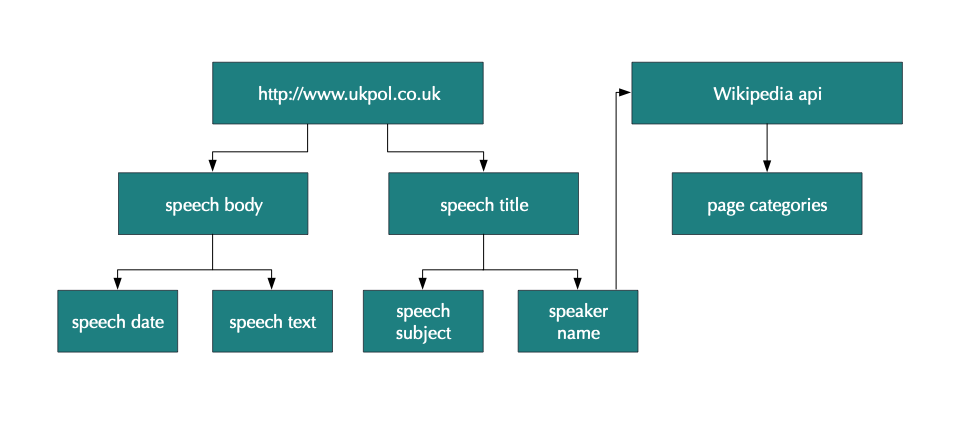 http://www.ukpol.co.uk
Wikipedia api
speech body
speech title
page categories
speech date
speech text
speech
subject
speaker
name